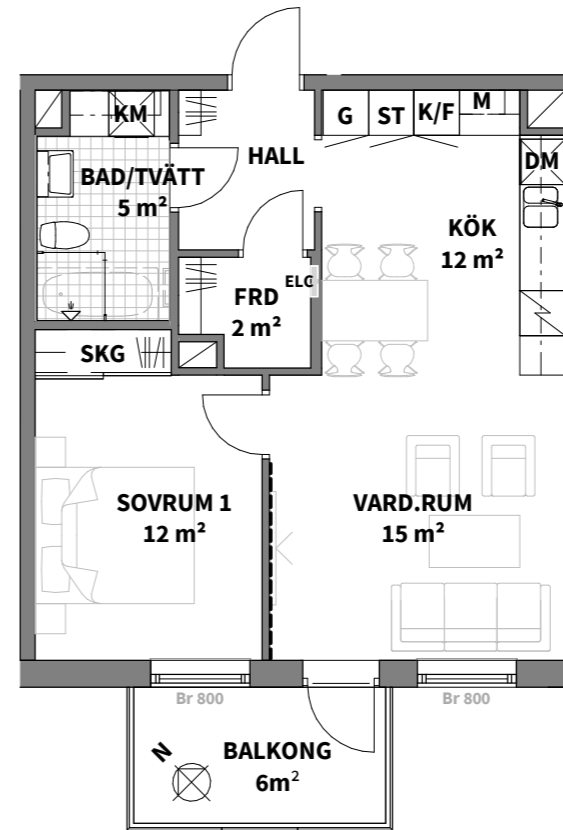 KM
G
ST
K/F
M
HALL
DM
BAD/TVÄTT
5 m²
KÖK
12 m²
ELC
FRD
2 m²
SKG
SOVRUM 1
12 m²
VARD.RUM
15 m²
Br 800
Br 800
N
BALKONG
6m²